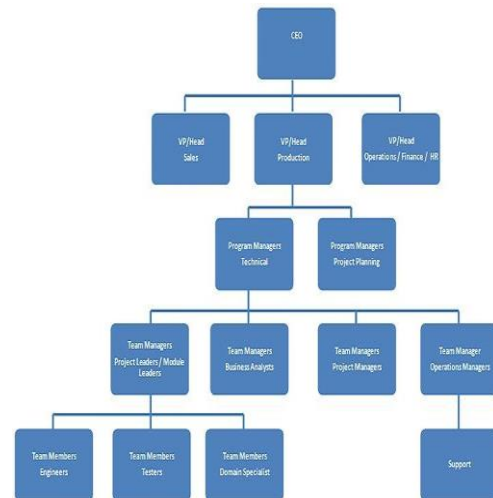 CEO
VP/Head
Sales
VP/Head
Production
VP/Head
Operations / Finance / HR
Program Managers
Technical
Program Managers
Project Planning
Team Managers
Project Leaders / Module
Leaders
Team Managers
Business Analysts
Team Managers
Project Managers
Team Manager
Operations Managers
Team Members
Engineers
Team Members
Testers
Team Members
Domain Specialist
Support